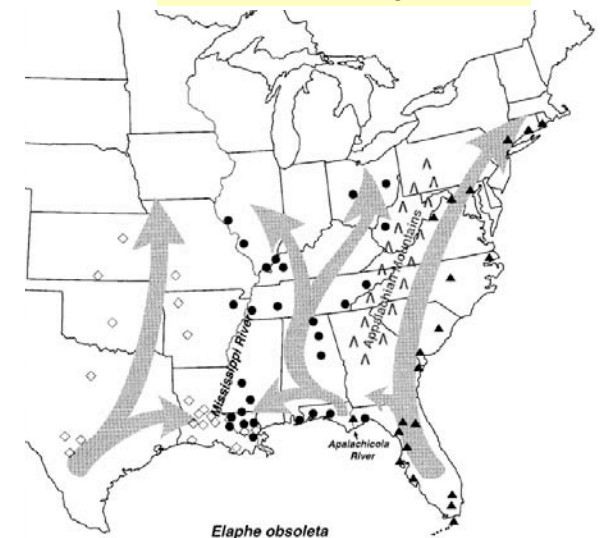 Appalachian Mountains
Mississippi River
Apalachicola
River
Elaphe obsoleta